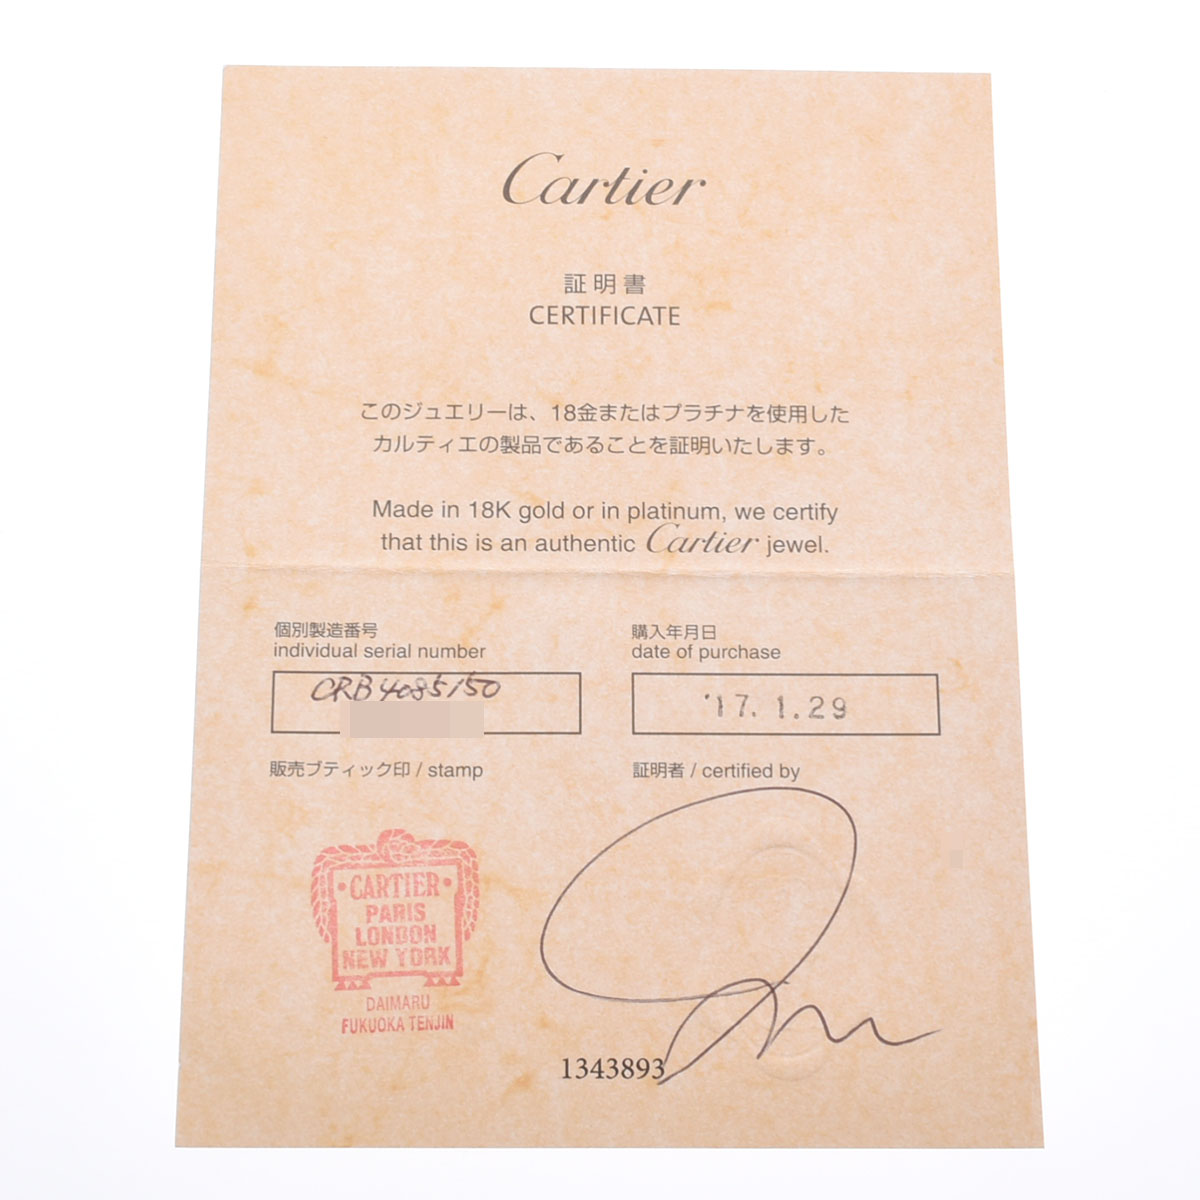 Cartier
証明書
CERTIFICATE
このジュエリーは、18金またはプラチナを使用した
カルティエの製品であることを証明いたします。
Made in 18K gold or in platinum, we certify
that this is an authentic Cartier jewel.
個別製造番号
individual serial number
CRB4085150
購入年月日
date of purchase
'17. 1. 29
販売ブティック印 / stamp
証明者 / certified by
・CARTIER・
PARIS
LONDON
NEW YORK
DAIMARU
FUKUOKA TENJIN
1343893